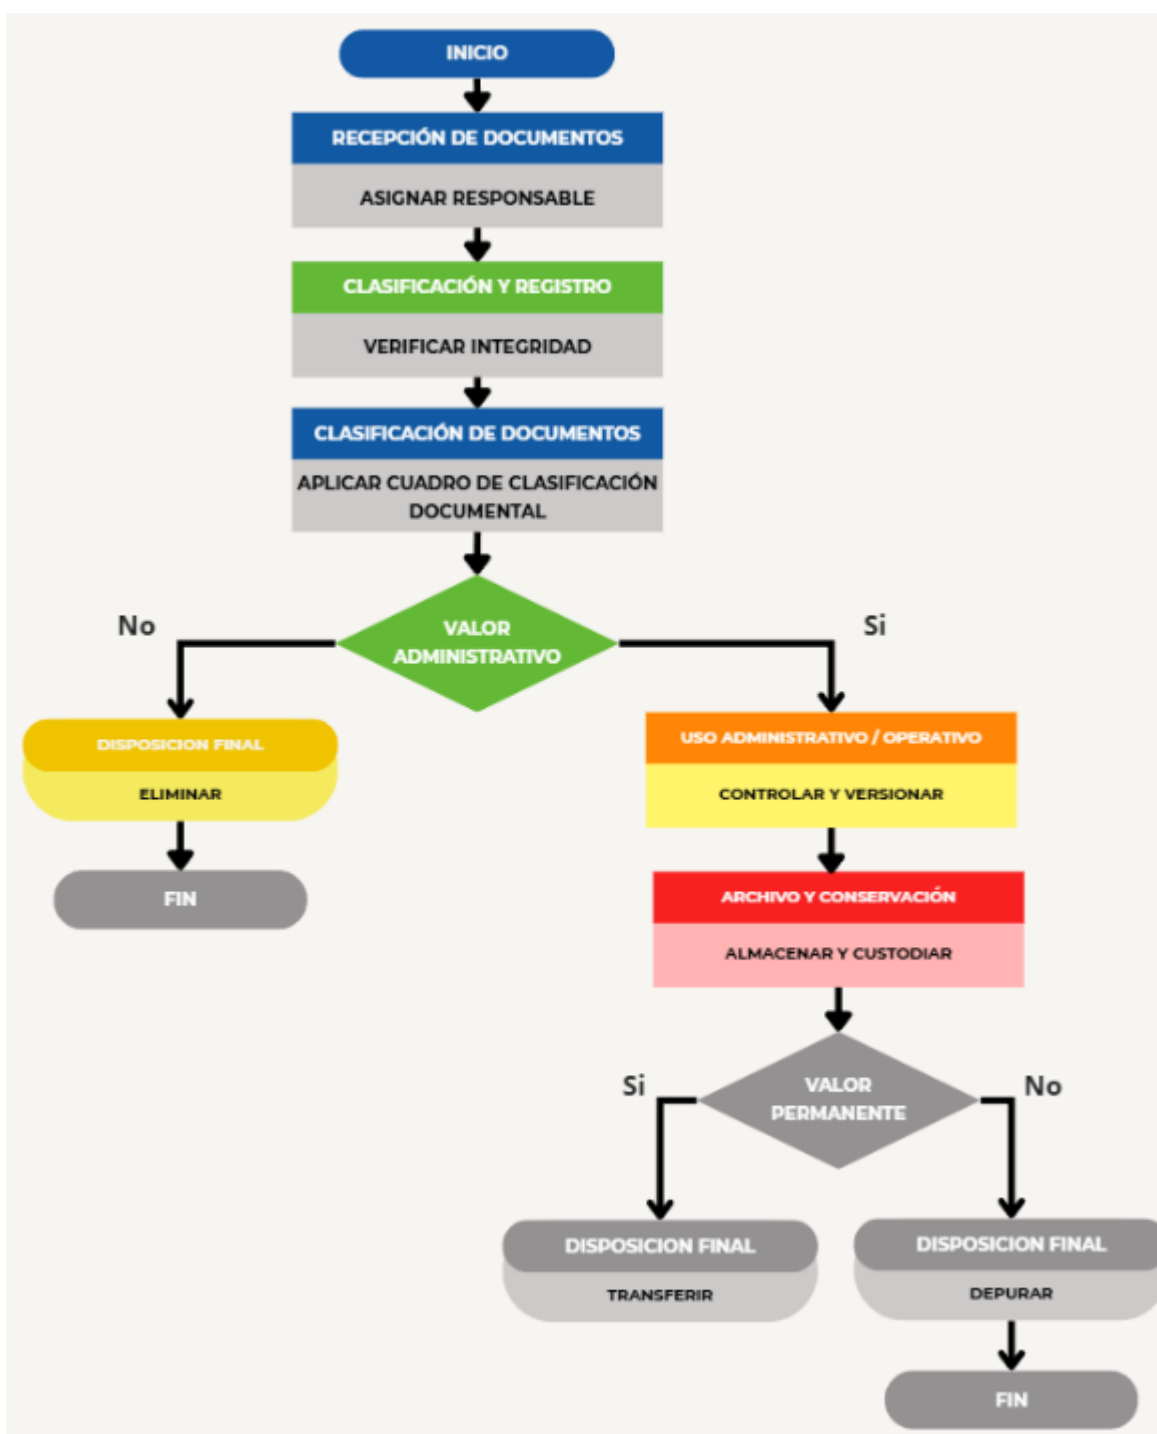 INICIO
RECEPCIÓN DE DOCUMENTOS
ASIGNAR RESPONSABLE
CLASIFICACIÓN Y REGISTRO
VERIFICAR INTEGRIDAD
CLASIFICACIÓN DE DOCUMENTOS
APLICAR CUADRO DE CLASIFICACIÓN
DOCUMENTAL
No
VALOR
ADMINISTRATIVO
Si
DISPOSICION FINAL
ELIMINAR
FIN
USO ADMINISTRATIVO / OPERATIVO
CONTROLAR Y VERSIONAR
ARCHIVO Y CONSERVACIÓN
ALMACENAR Y CUSTODIAR
Si
VALOR
PERMANENTE
No
DISPOSICION FINAL
TRANSFERIR
DISPOSICION FINAL
DEPURAR
FIN